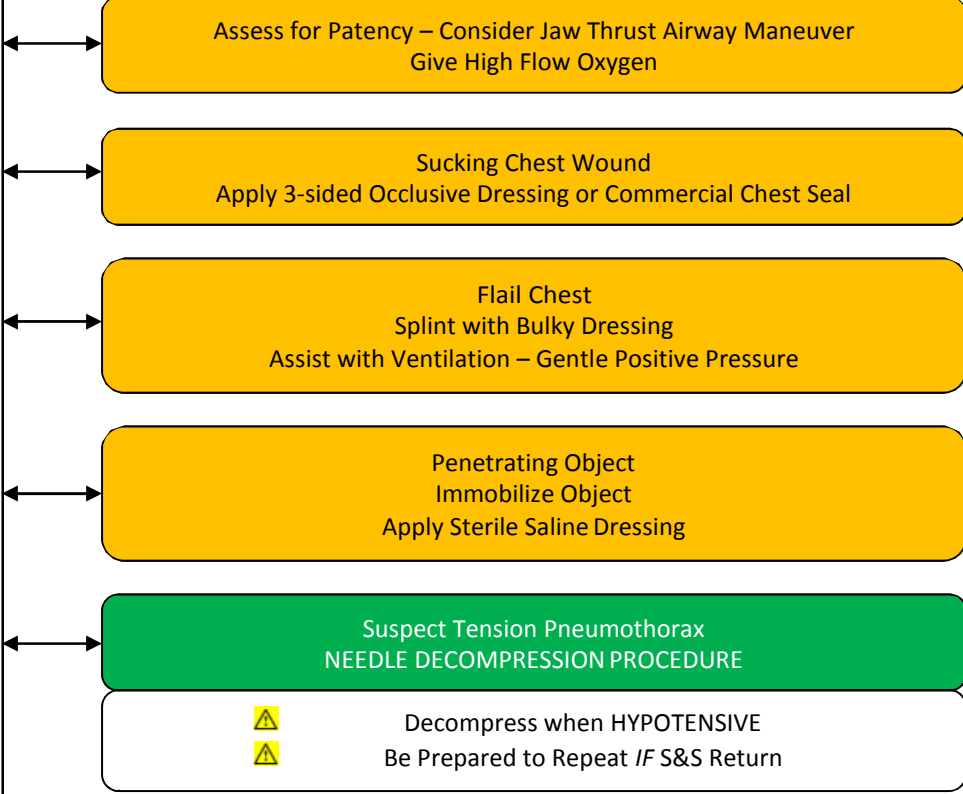 Assess for Patency – Consider Jaw Thrust Airway Maneuver
Give High Flow Oxygen
Sucking Chest Wound
Apply 3-sided Occlusive Dressing or Commercial Chest Seal
Flail Chest
Splint with Bulky Dressing
Assist with Ventilation – Gentle Positive Pressure
Penetrating Object
Immobilize Object
Apply Sterile Saline Dressing
Suspect Tension Pneumothorax
NEEDLE DECOMPRESSION PROCEDURE
Decompress when HYPOTENSIVE
Be Prepared to Repeat IF S&S Return